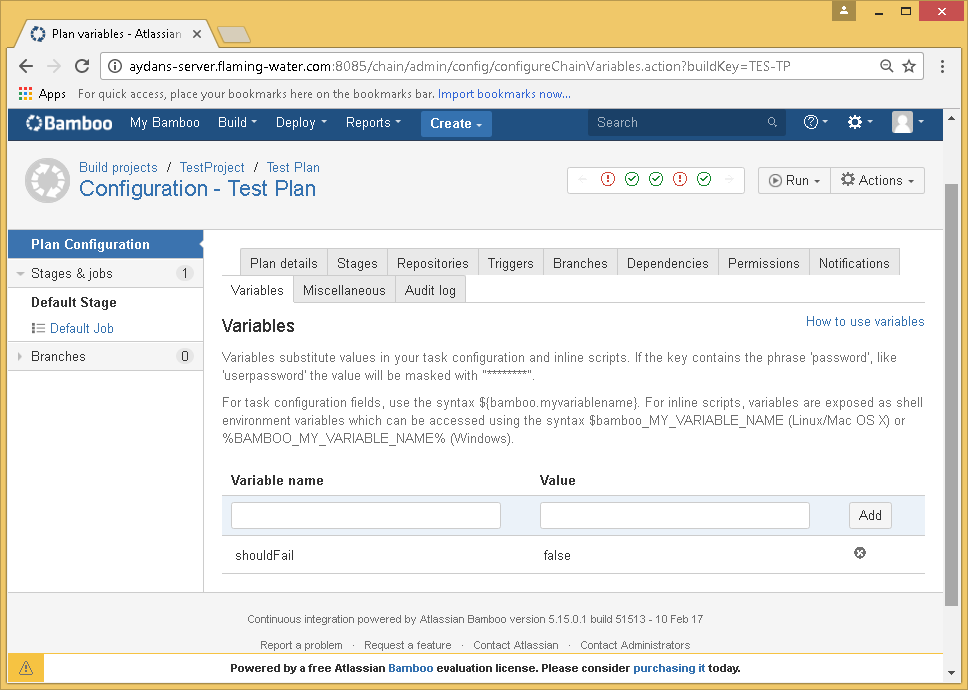 Plan variables - Atlassian
aydans-server.flaming-water.com:8085/chain/admin/config/configureChainVariables.action?buildKey=TES-TP
Apps For quick access, place your bookmarks here on the bookmarks bar. Import bookmarks now...
Bamboo My Bamboo Build Deploy Reports Create Search
Build projects / TestProject / Test Plan
Configuration - Test Plan
Run Actions
Plan Configuration
Stages & jobs 1
Default Stage
Default Job
Branches 0
Plan details Stages Repositories Triggers Branches Dependencies Permissions Notifications
Variables Miscellaneous Audit log
Variables
How to use variables
Variables substitute values in your task configuration and inline scripts. If the key contains the phrase 'password', like
'userpassword' the value will be masked with "********".
For task configuration fields, use the syntax ${bamboo.myvariablename}. For inline scripts, variables are exposed as shell
environment variables which can be accessed using the syntax $bamboo_MY_VARIABLE_NAME (Linux/Mac OS X) or
%BAMBOO_MY_VARIABLE_NAME% (Windows).
Variable name Value
Add
shouldFail false
Continuous integration powered by Atlassian Bamboo version 5.15.0.1 build 51513 - 10 Feb 17
Report a problem · Request a feature · Contact Atlassian · Contact Administrators
Powered by a free Atlassian Bamboo evaluation license. Please consider purchasing it today.